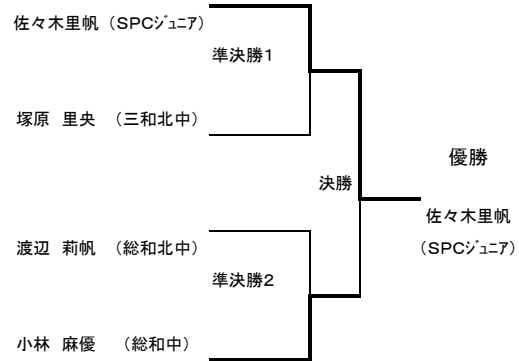 佐々木里帆 (SPCｼﾞｭﾆｱ)
準決勝1
塚原 里央 (三和北中)
優勝
決勝
佐々木里帆
(SPCｼﾞｭﾆｱ)
渡辺 莉帆 (総和北中)
準決勝2
小林 麻優 (総和中)